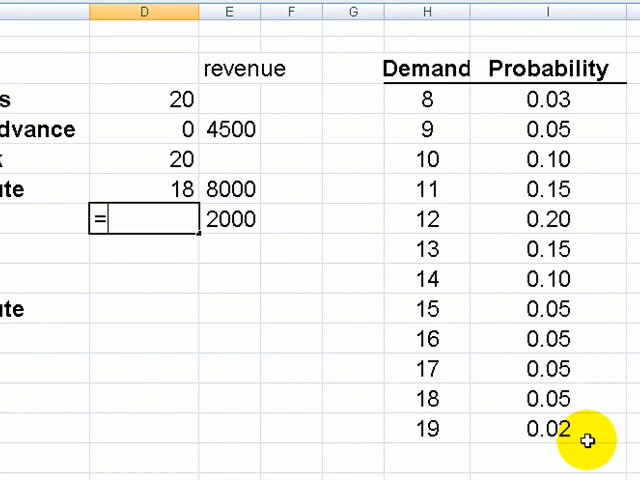 D E F G H I
revenue Demand Probability
s 20 8 0.03
dvance 0 4500 9 0.05
20 10 0.10
ute 18 8000 11 0.15
= 2000 12 0.20
13 0.15
14 0.10
ute 15 0.05
16 0.05
17 0.05
18 0.05
19 0.02